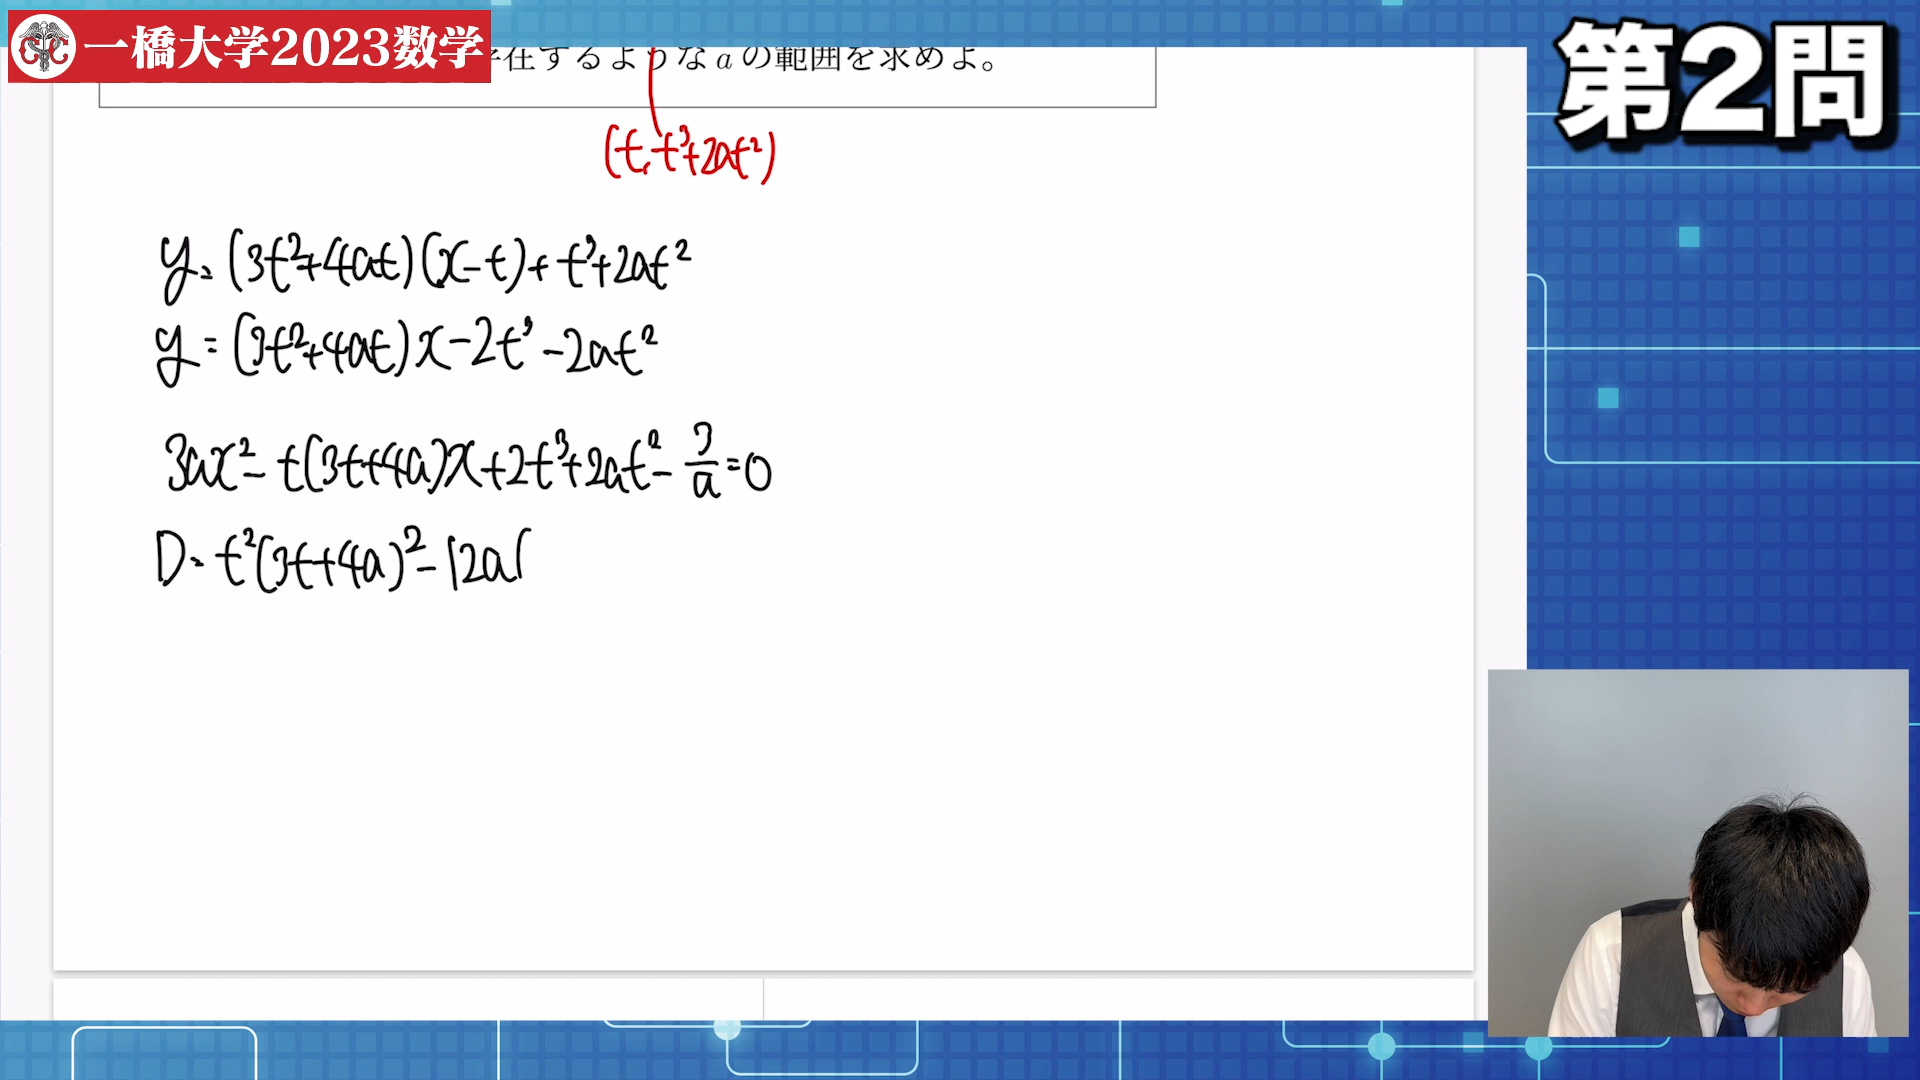 一橋大学2023数学
第2問
存在するようなaの範囲を求めよ。
(t, t³+2at²)
y=(3t²+4at)(x-t)+t³+2at²
y=(3t²+4at)x-2t³-2at²
3ax²-t(3t+4a)x+2t³+2at²-3/a=0
D=t²(3t+4a)²-12a(